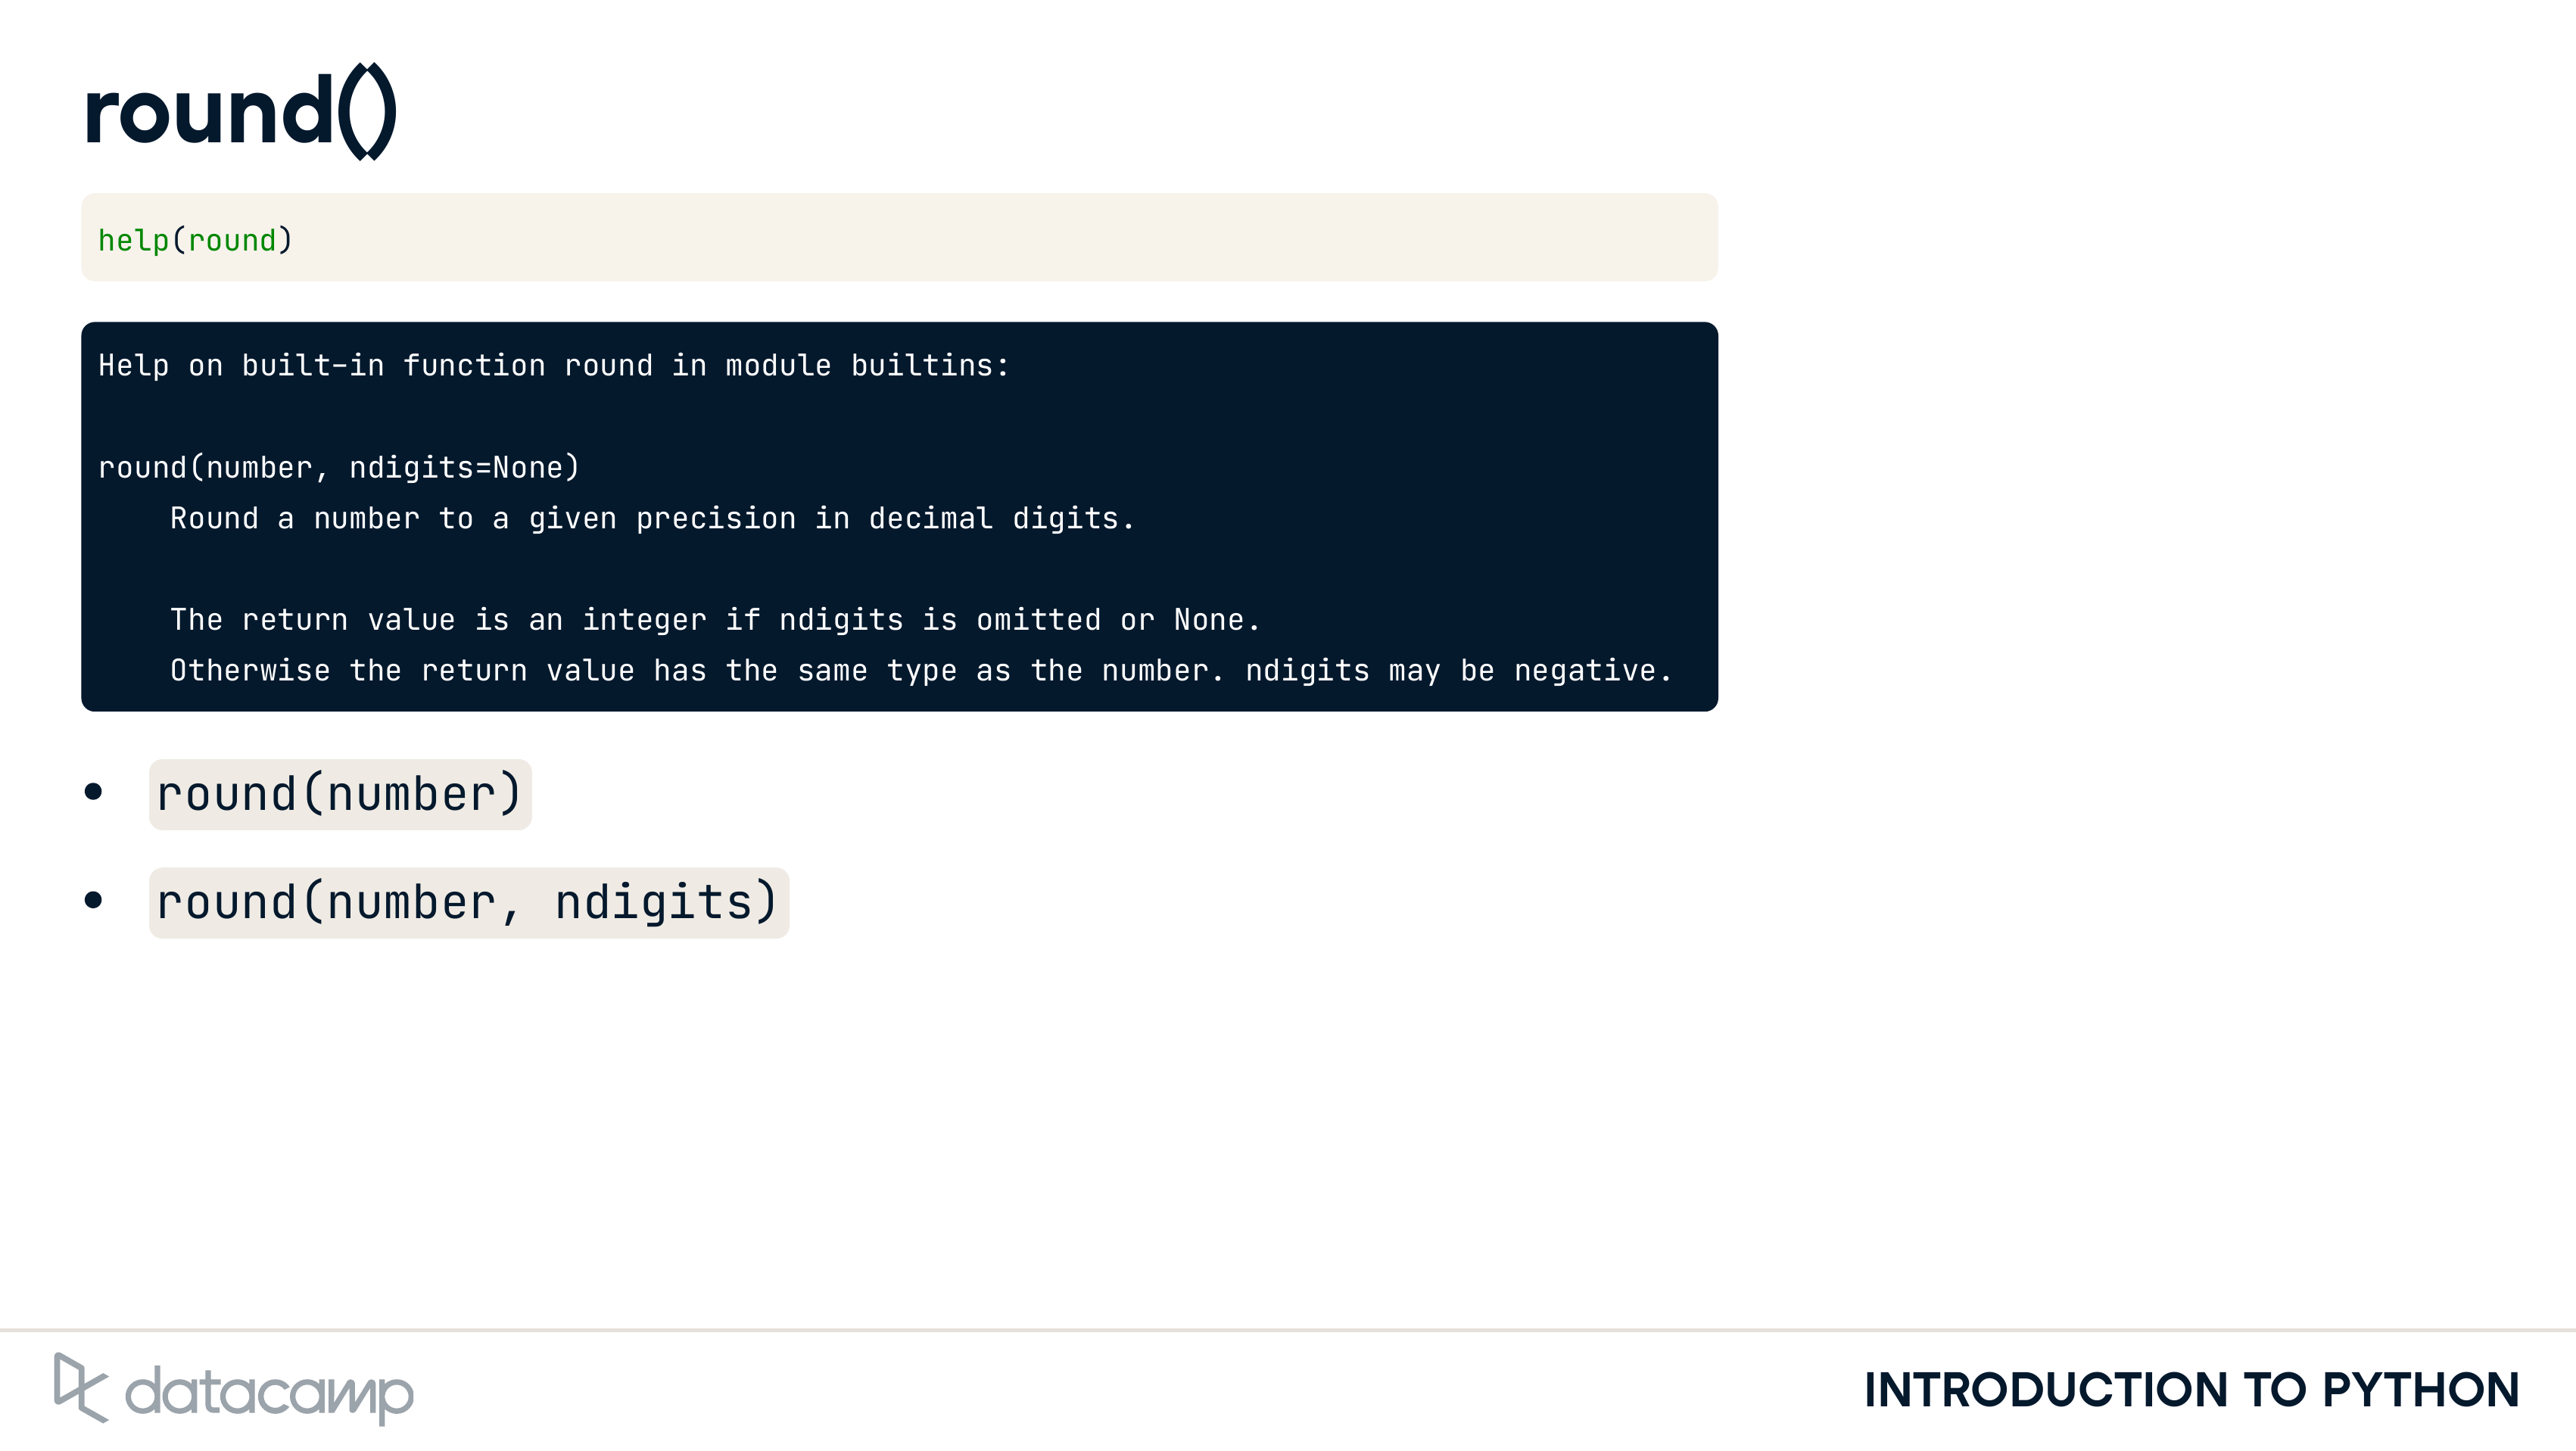 round()
help(round)
Help on built-in function round in module builtins:
round(number, ndigits=None)
Round a number to a given precision in decimal digits.
The return value is an integer if ndigits is omitted or None.
Otherwise the return value has the same type as the number. ndigits may be negative.
• round(number)
• round(number, ndigits)
datacamp
INTRODUCTION TO PYTHON